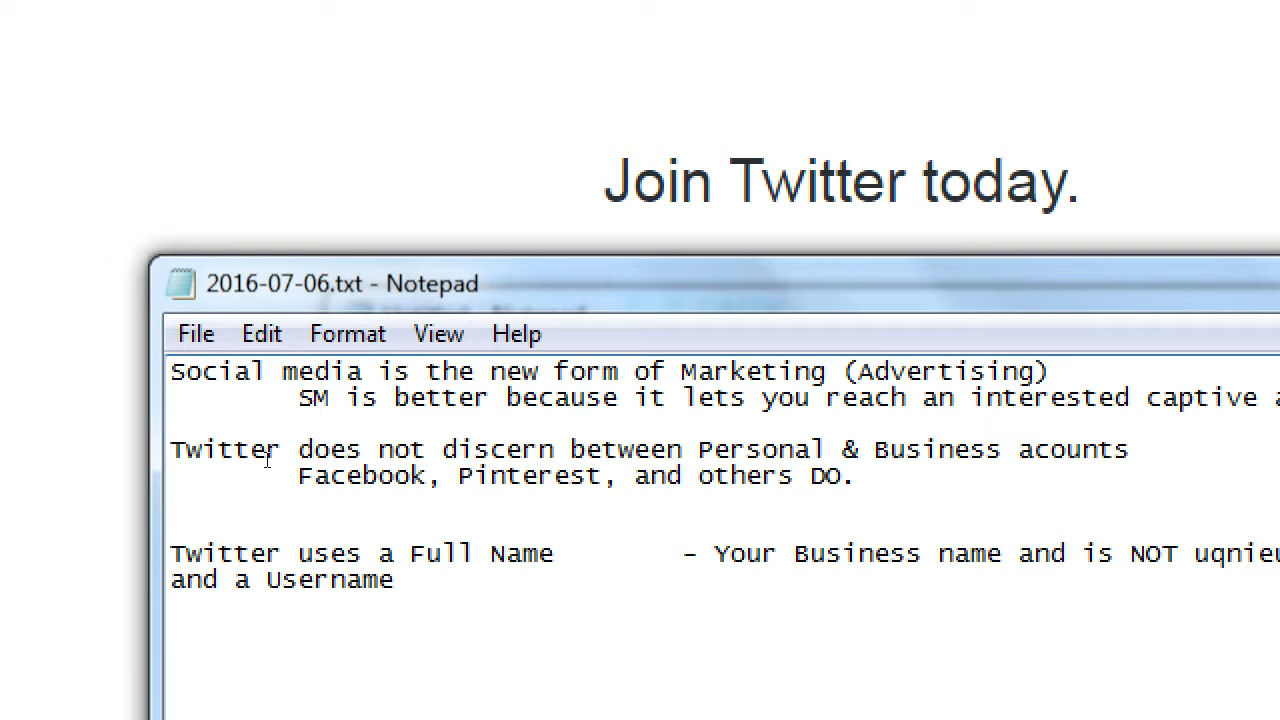 Join Twitter today.
2016-07-06.txt - Notepad
File Edit Format View Help
Social media is the new form of Marketing (Advertising)
SM is better because it lets you reach an interested captive a
Twitter does not discern between Personal & Business acounts
Facebook, Pinterest, and others DO.
Twitter uses a Full Name - Your Business name and is NOT uqnieu
and a Username